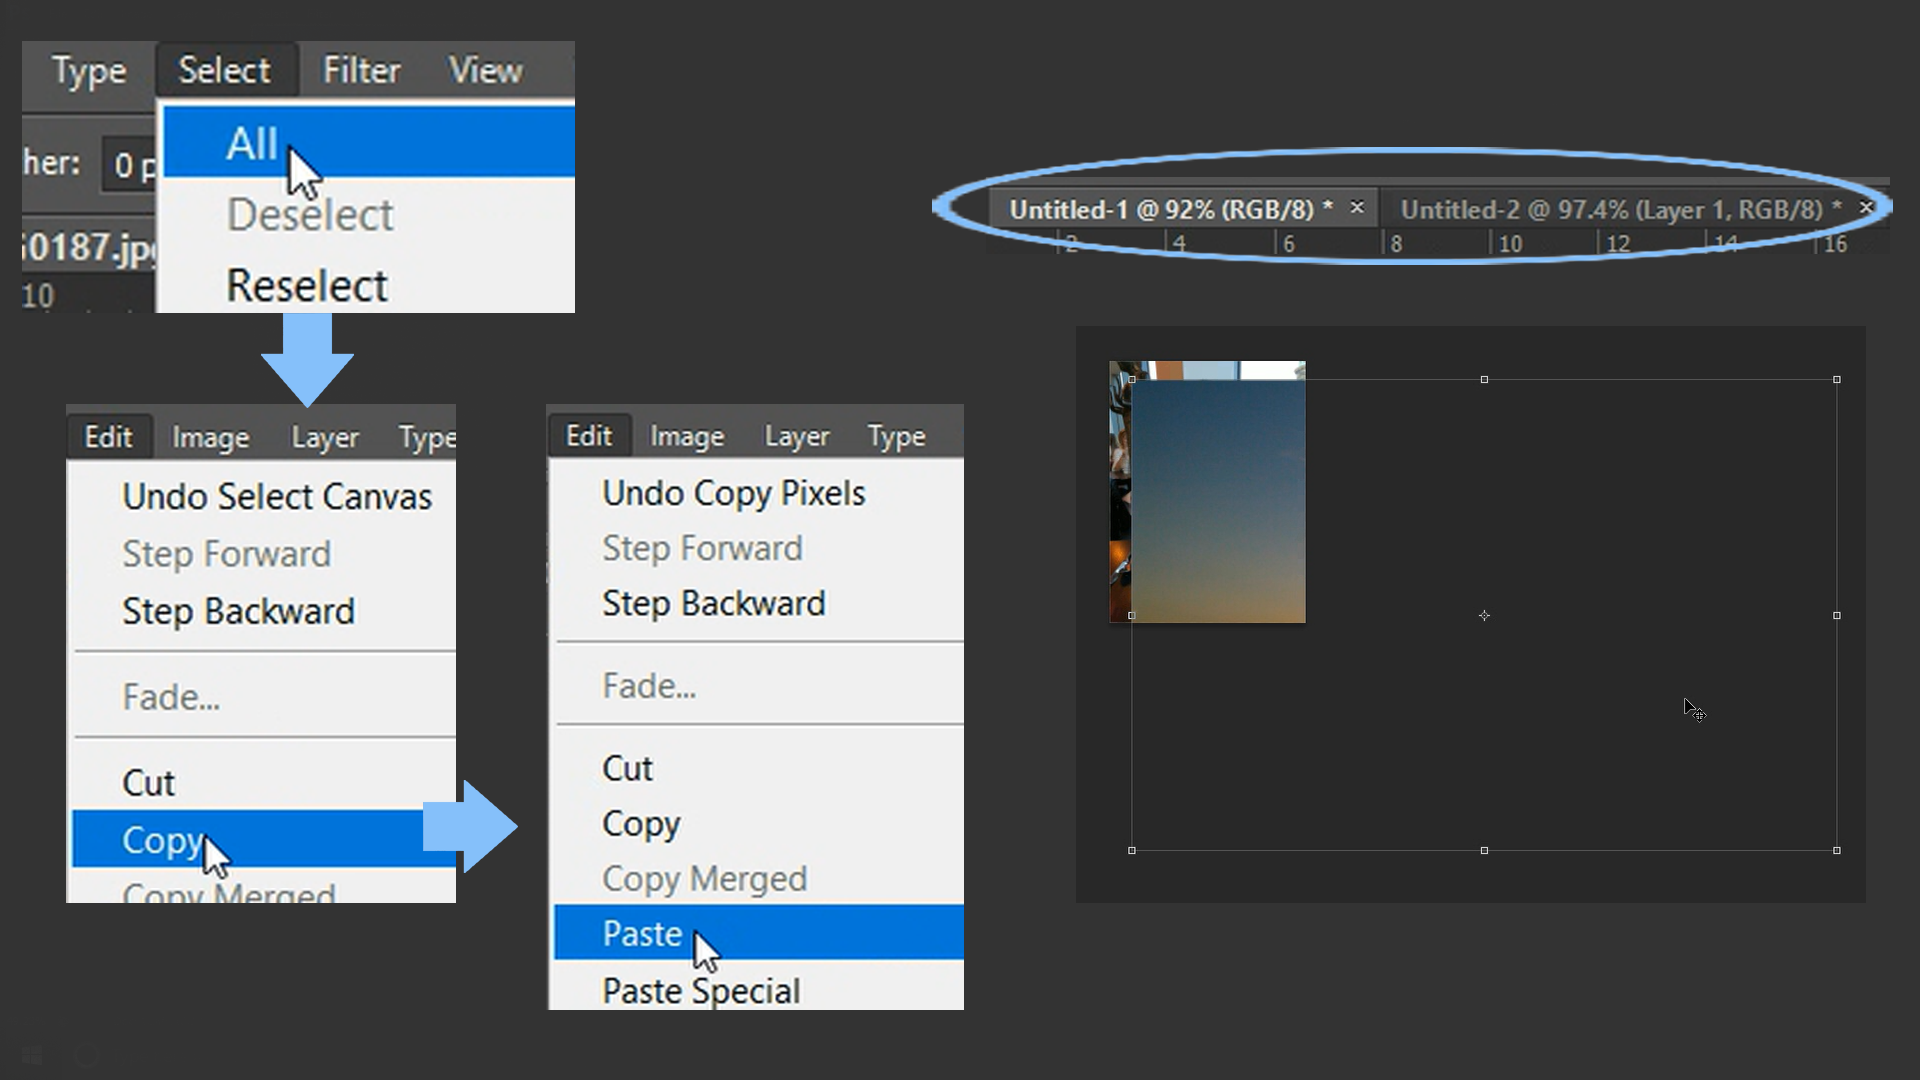 Type Select Filter View
All
her: 0 p
Deselect
60187.jpg
Reselect
10
Untitled-1 @ 92% (RGB/8) * × Untitled-2 @ 97.4% (Layer 1, RGB/8) * ×
2 4 6 8 10 12 14 16
Edit Image Layer Type
Undo Select Canvas
Step Forward
Step Backward
Fade...
Cut
Copy
Copy Merged
Edit Image Layer Type
Undo Copy Pixels
Step Forward
Step Backward
Fade...
Cut
Copy
Copy Merged
Paste
Paste Special